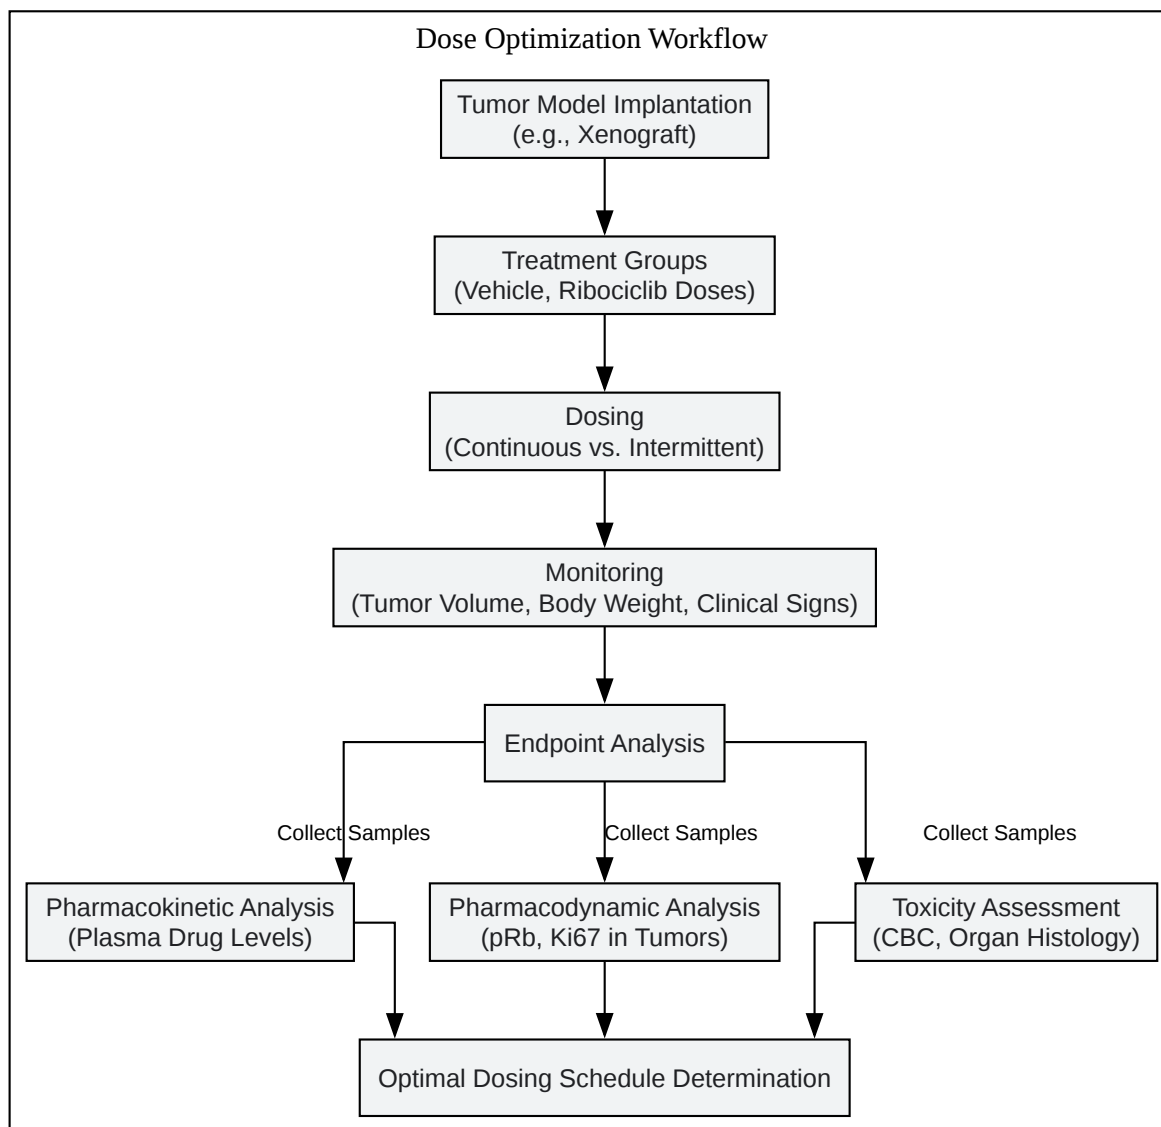 Dose Optimization Workflow
Tumor Model Implantation
(e.g., Xenograft)
Treatment Groups
(Vehicle, Ribociclib Doses)
Dosing
(Continuous vs. Intermittent)
Monitoring
(Tumor Volume, Body Weight, Clinical Signs)
Endpoint Analysis
Collect Samples
Collect Samples
Collect Samples
Pharmacokinetic Analysis
(Plasma Drug Levels)
Pharmacodynamic Analysis
(pRb, Ki67 in Tumors)
Toxicity Assessment
(CBC, Organ Histology)
Optimal Dosing Schedule Determination